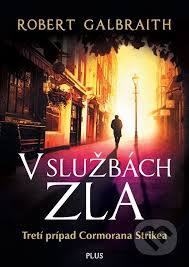 ROBERT GALBRAITH
V SLUŽBÁCH
ZLA
Tretí prípad Cormorana Strikea
PLUS